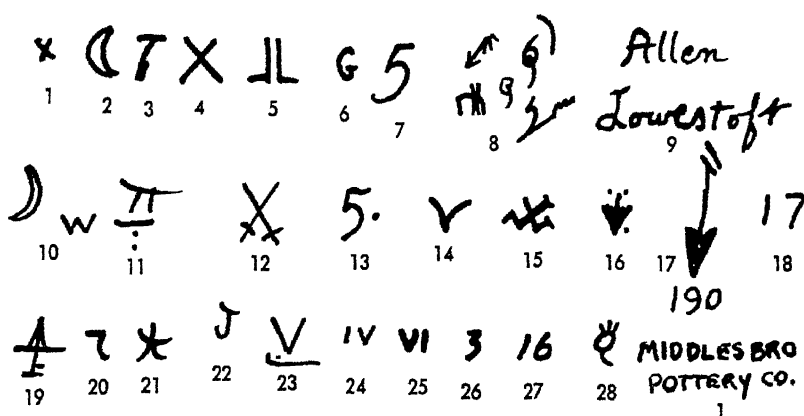 x T X G 5 Allen
1 2 3 4 5 6 7 8 Lowestoft
9
W 5. V 17
10 11 12 13 14 15 16 17 18
190
J V IV VI 3 16 MIDDLESBRO
19 20 21 22 23 24 25 26 27 28 POTTERY CO.
1